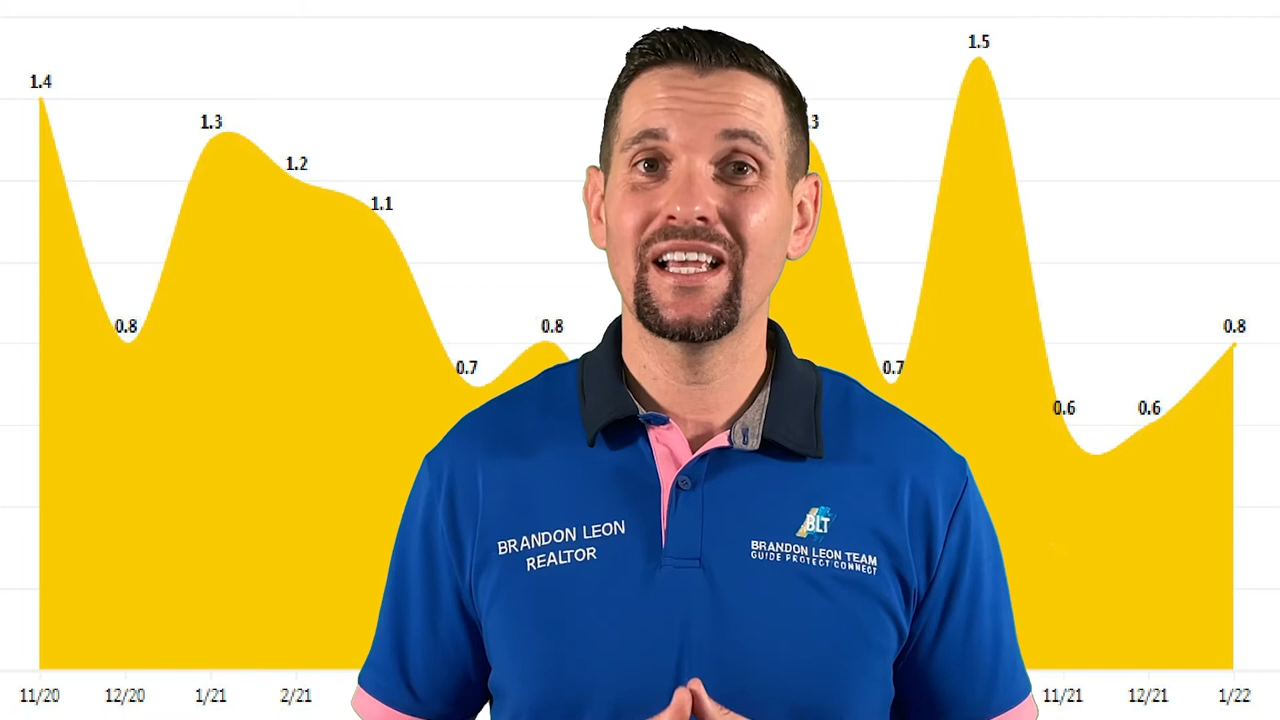 1.5
1.4
1.3
1.2
1.1
0.8
0.7
0.8
.3
0.7
0.6
0.6
0.8
BRANDON LEON
REALTOR
BLT
BRANDON LEON TEAM
GUIDE PROTECT CONNECT
11/20 12/20 1/21 2/21 11/21 12/21 1/22